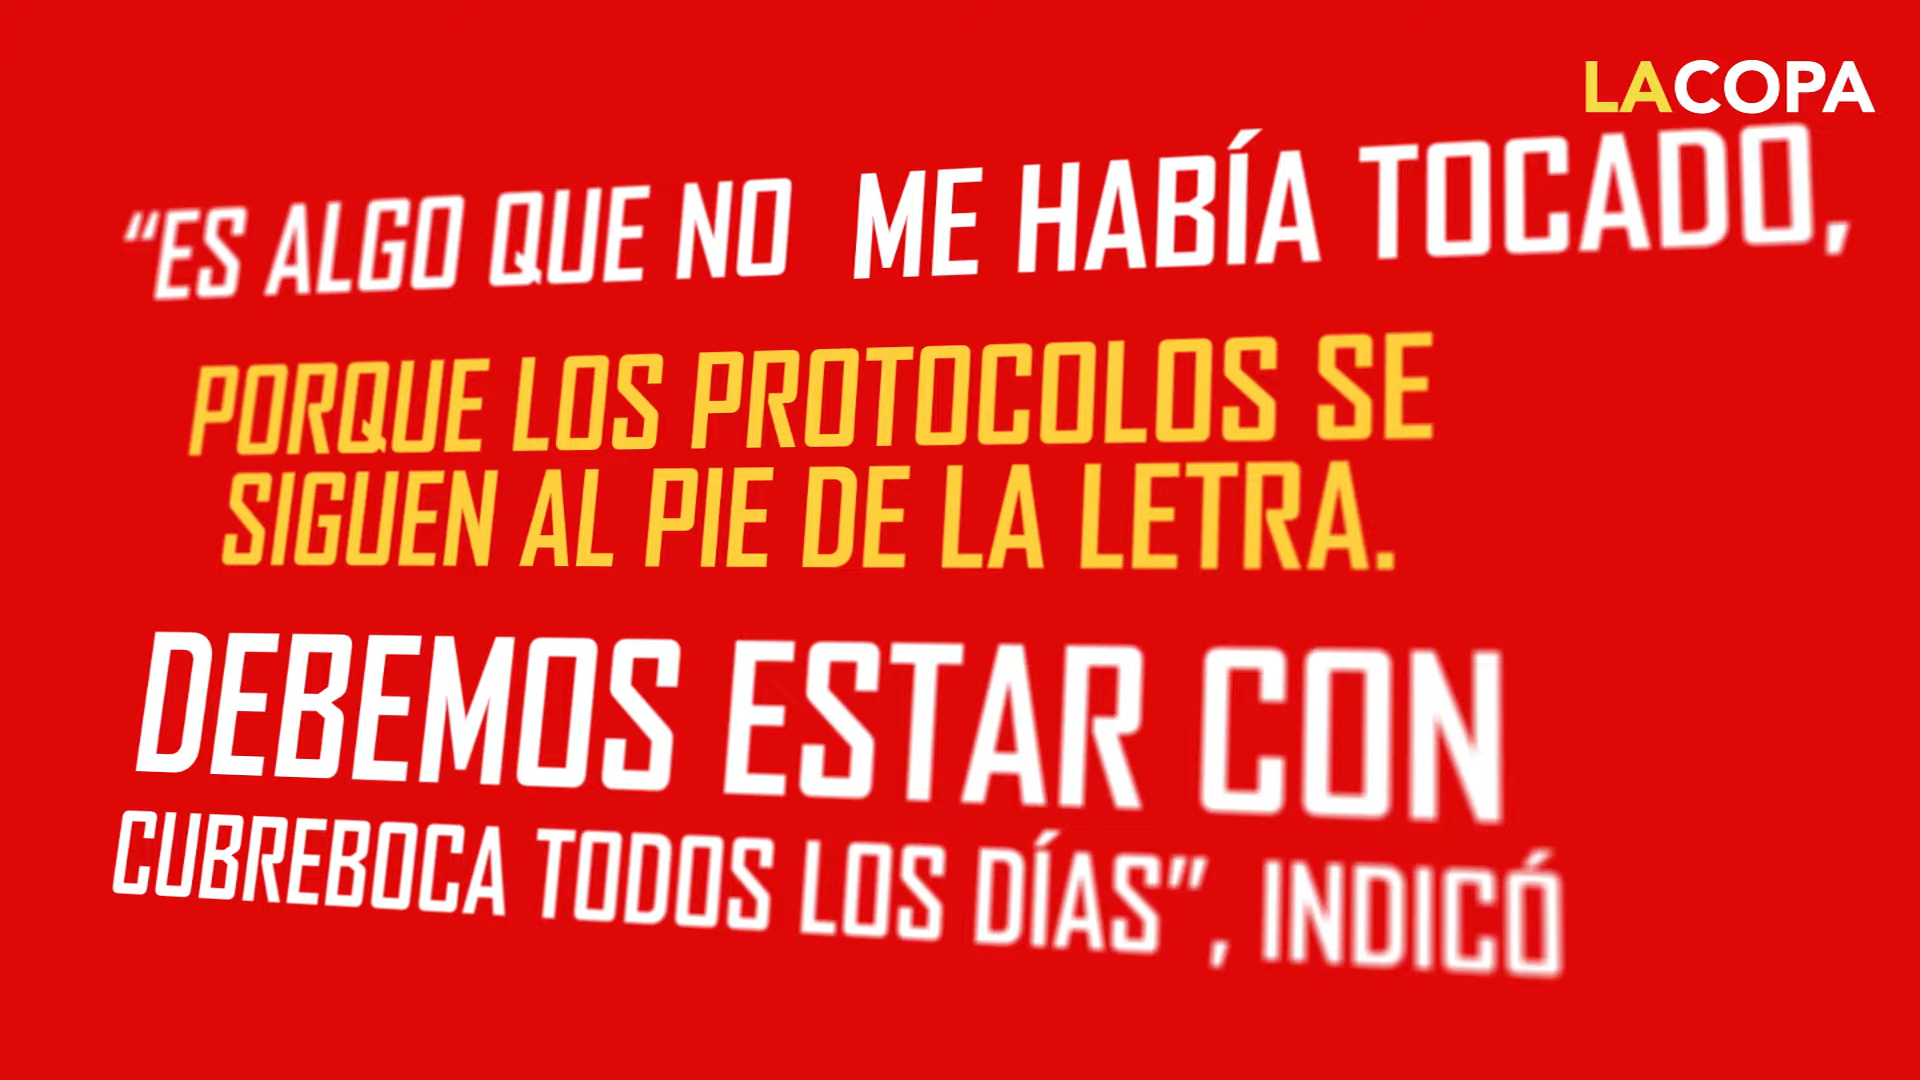 LACOPA
“ES ALGO QUE NO ME HABÍA TOCADO,
PORQUE LOS PROTOCOLOS SE
SIGUEN AL PIE DE LA LETRA.
DEBEMOS ESTAR CON
CUBREBOCA TODOS LOS DÍAS”, INDICÓ